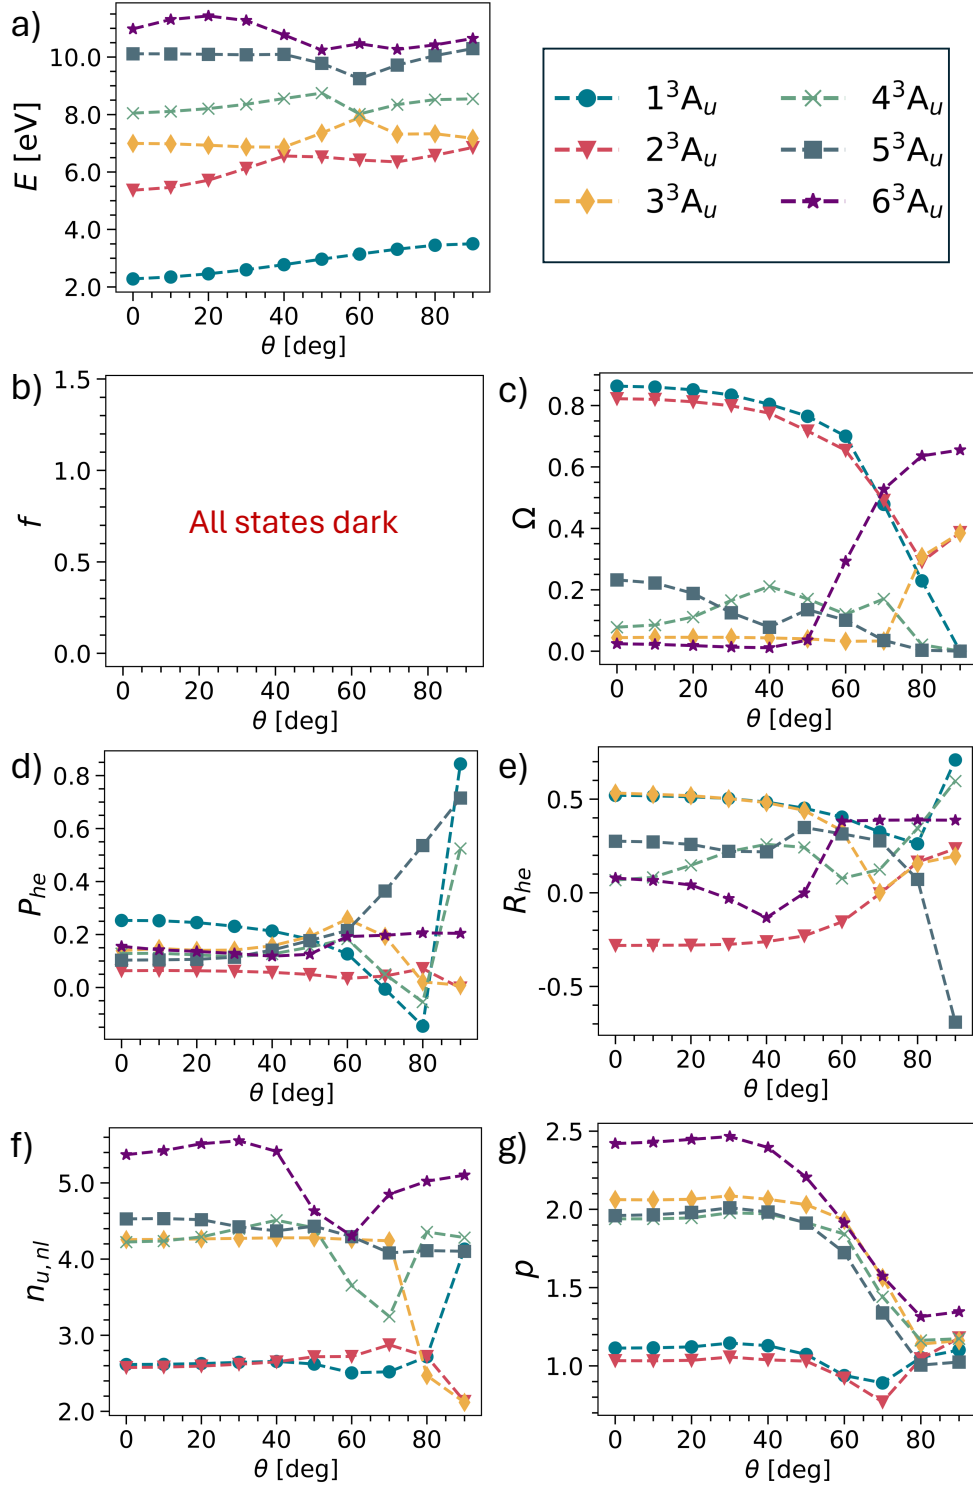 a)
E [eV]
10.0
8.0
6.0
4.0
2.0
0 20 40 60 80
θ [deg]
1³Aᵤ 4³Aᵤ
2³Aᵤ 5³Aᵤ
3³Aᵤ 6³Aᵤ
b)
f
1.5
1.0
0.5
0.0
All states dark
0 20 40 60 80
θ [deg]
c)
Ω
0.8
0.6
0.4
0.2
0.0
0 20 40 60 80
θ [deg]
d)
P_he
0.8
0.6
0.4
0.2
0.0
0 20 40 60 80
θ [deg]
e)
R_he
0.5
0.0
-0.5
0 20 40 60 80
θ [deg]
f)
n_u,nl
5.0
4.0
3.0
2.0
0 20 40 60 80
θ [deg]
g)
p
2.5
2.0
1.5
1.0
0 20 40 60 80
θ [deg]